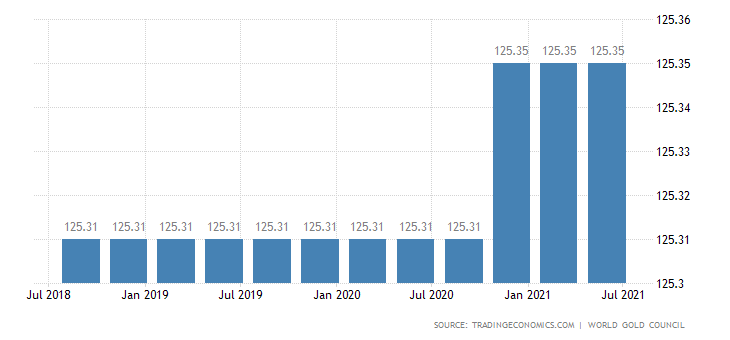 125.36
125.35 125.35 125.35
125.35
125.34
125.33
125.32
125.31 125.31 125.31 125.31 125.31 125.31 125.31 125.31 125.31
125.31
125.3
Jul 2018 Jan 2019 Jul 2019 Jan 2020 Jul 2020 Jan 2021 Jul 2021
SOURCE: TRADINGECONOMICS.COM | WORLD GOLD COUNCIL